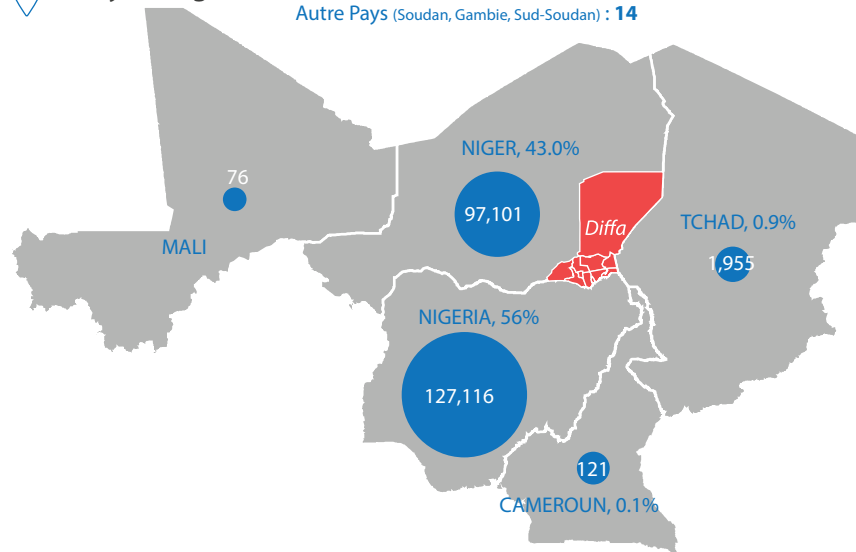 Autre Pays (Soudan, Gambie, Sud-Soudan) : 14
NIGER, 43.0%
76
97,101
Diffa
TCHAD, 0.9%
MALI
1,955
NIGERIA, 56%
127,116
121
CAMEROUN, 0.1%